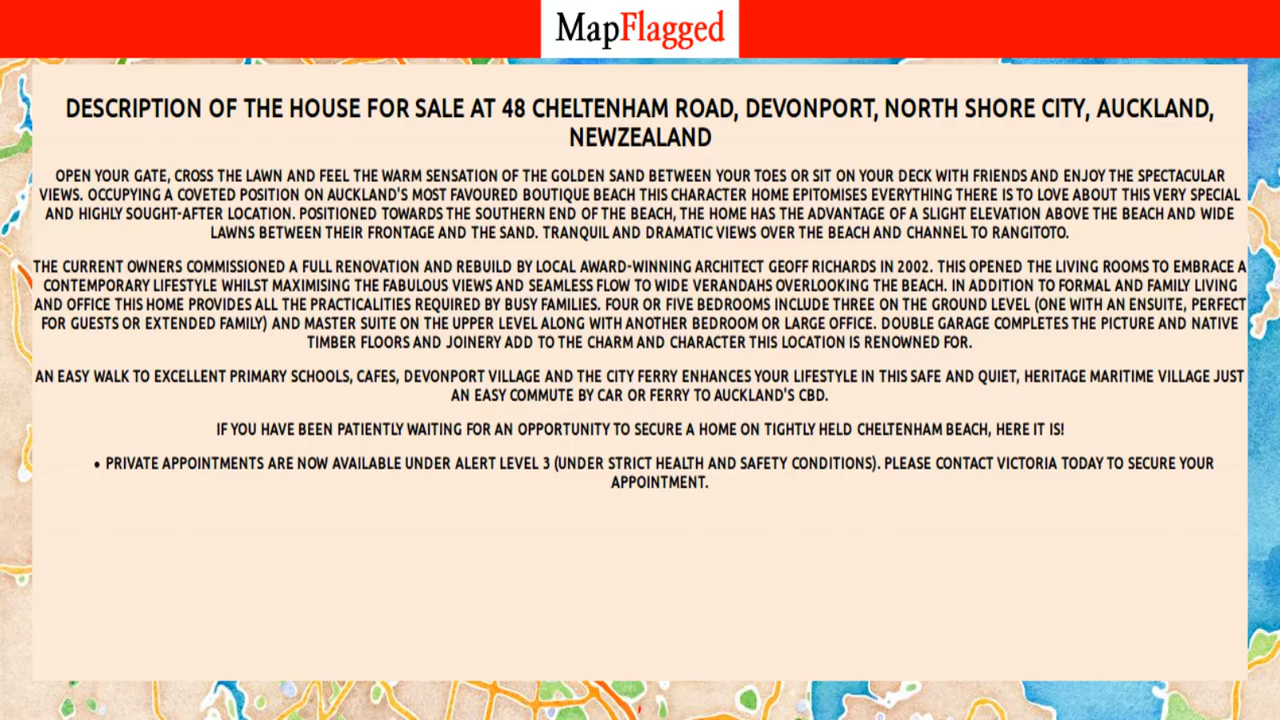 MapFlagged
DESCRIPTION OF THE HOUSE FOR SALE AT 48 CHELTENHAM ROAD, DEVONPORT, NORTH SHORE CITY, AUCKLAND,
NEWZEALAND
OPEN YOUR GATE, CROSS THE LAWN AND FEEL THE WARM SENSATION OF THE GOLDEN SAND BETWEEN YOUR TOES OR SIT ON YOUR DECK WITH FRIENDS AND ENJOY THE SPECTACULAR
VIEWS. OCCUPYING A COVETED POSITION ON AUCKLAND'S MOST FAVOURED BOUTIQUE BEACH THIS CHARACTER HOME EPITOMISES EVERYTHING THERE IS TO LOVE ABOUT THIS VERY SPECIAL
AND HIGHLY SOUGHT-AFTER LOCATION. POSITIONED TOWARDS THE SOUTHERN END OF THE BEACH, THE HOME HAS THE ADVANTAGE OF A SLIGHT ELEVATION ABOVE THE BEACH AND WIDE
LAWNS BETWEEN THEIR FRONTAGE AND THE SAND. TRANQUIL AND DRAMATIC VIEWS OVER THE BEACH AND CHANNEL TO RANGITOTO.
THE CURRENT OWNERS COMMISSIONED A FULL RENOVATION AND REBUILD BY LOCAL AWARD-WINNING ARCHITECT GEOFF RICHARDS IN 2002. THIS OPENED THE LIVING ROOMS TO EMBRACE A
CONTEMPORARY LIFESTYLE WHILST MAXIMISING THE FABULOUS VIEWS AND SEAMLESS FLOW TO WIDE VERANDAHS OVERLOOKING THE BEACH. IN ADDITION TO FORMAL AND FAMILY LIVING
AND OFFICE THIS HOME PROVIDES ALL THE PRACTICALITIES REQUIRED BY BUSY FAMILIES. FOUR OR FIVE BEDROOMS INCLUDE THREE ON THE GROUND LEVEL (ONE WITH AN ENSUITE, PERFECT
FOR GUESTS OR EXTENDED FAMILY) AND MASTER SUITE ON THE UPPER LEVEL ALONG WITH ANOTHER BEDROOM OR LARGE OFFICE. DOUBLE GARAGE COMPLETES THE PICTURE AND NATIVE
TIMBER FLOORS AND JOINERY ADD TO THE CHARM AND CHARACTER THIS LOCATION IS RENOWNED FOR.
AN EASY WALK TO EXCELLENT PRIMARY SCHOOLS, CAFES, DEVONPORT VILLAGE AND THE CITY FERRY ENHANCES YOUR LIFESTYLE IN THIS SAFE AND QUIET, HERITAGE MARITIME VILLAGE JUST
AN EASY COMMUTE BY CAR OR FERRY TO AUCKLAND'S CBD.
IF YOU HAVE BEEN PATIENTLY WAITING FOR AN OPPORTUNITY TO SECURE A HOME ON TIGHTLY HELD CHELTENHAM BEACH, HERE IT IS!
• PRIVATE APPOINTMENTS ARE NOW AVAILABLE UNDER ALERT LEVEL 3 (UNDER STRICT HEALTH AND SAFETY CONDITIONS). PLEASE CONTACT VICTORIA TODAY TO SECURE YOUR
APPOINTMENT.